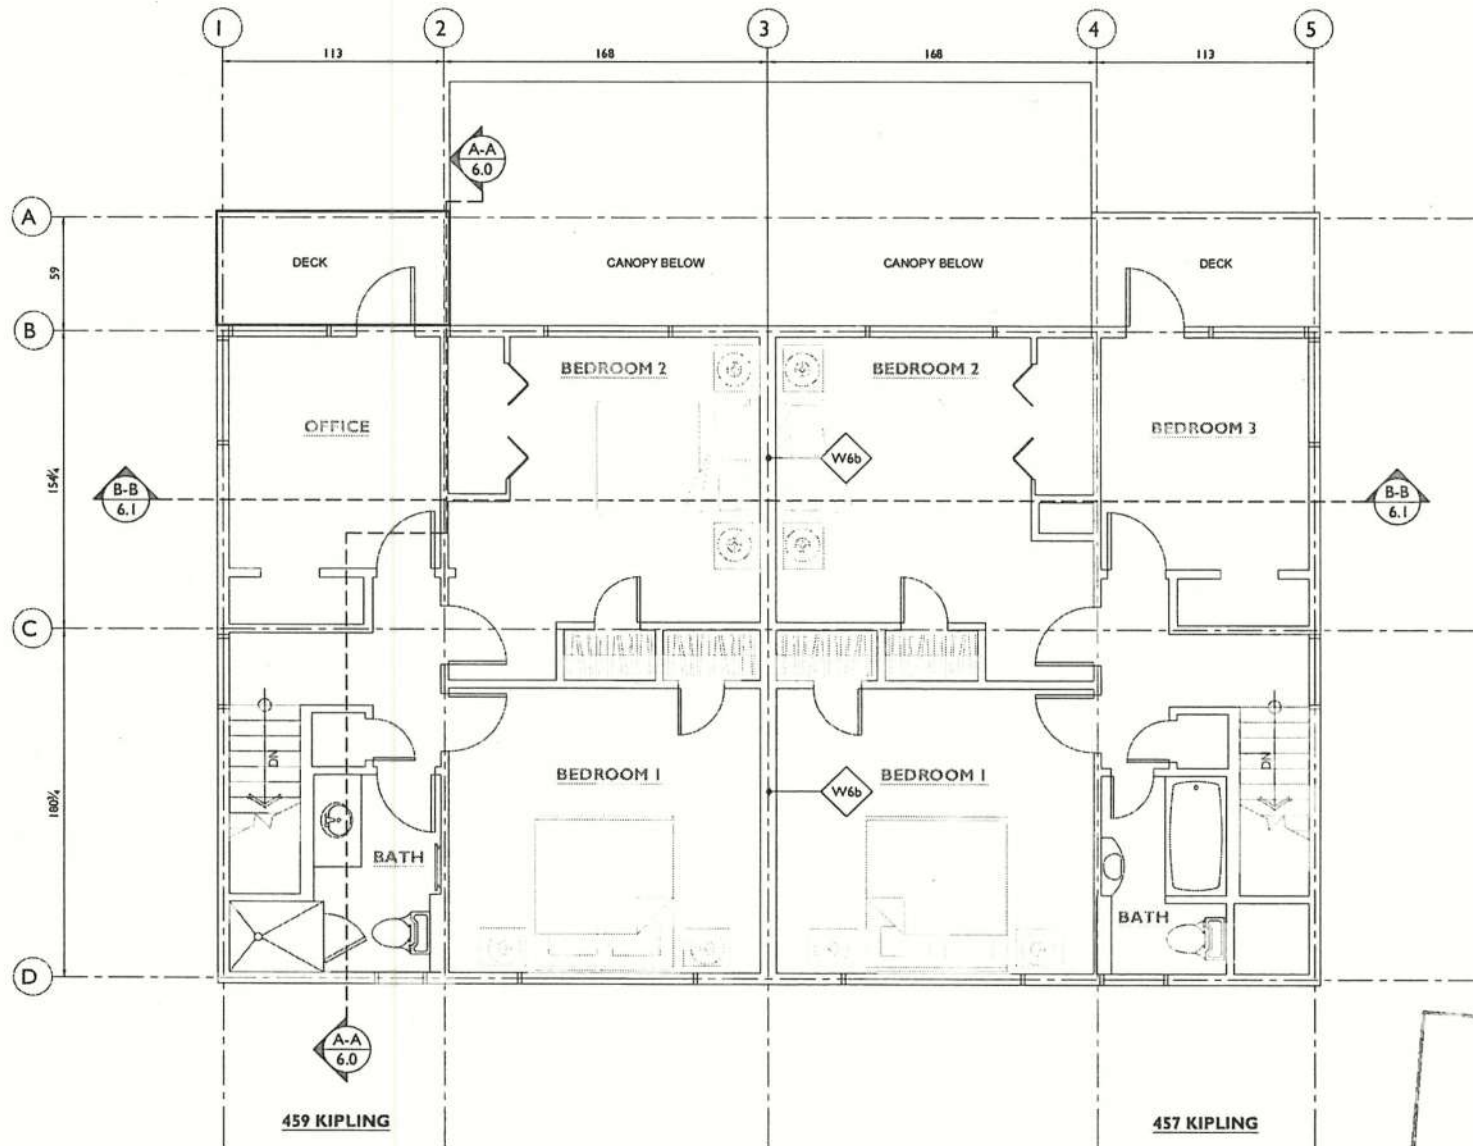 1 2 3 4 5
113 168 168 113
A-A
6.0
A
59
DECK CANOPY BELOW CANOPY BELOW DECK
B
BEDROOM 2 BEDROOM 2
OFFICE BEDROOM 3
154¼
W6b
B-B
6.1
B-B
6.1
C
DN DN
BEDROOM 1 BEDROOM 1
180¾
W6b
BATH
BATH
D
A-A
6.0
459 KIPLING 457 KIPLING